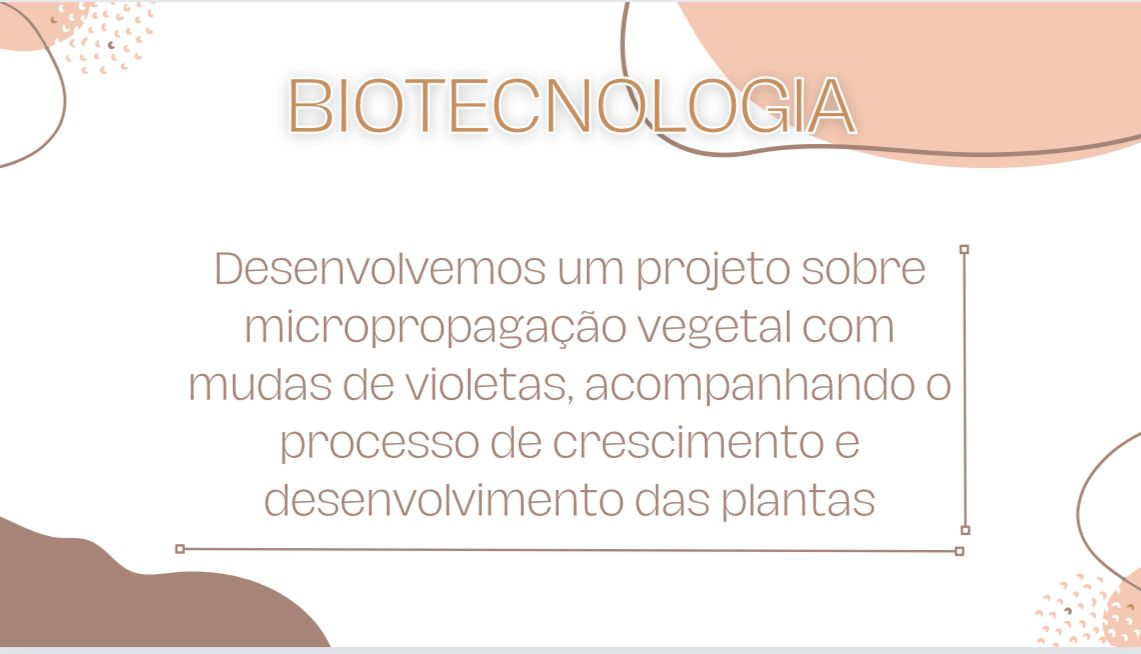 BIOTECNOLOGIA
Desenvolvemos um projeto sobre
micropropagação vegetal com
mudas de violetas, acompanhando o
processo de crescimento e
desenvolvimento das plantas